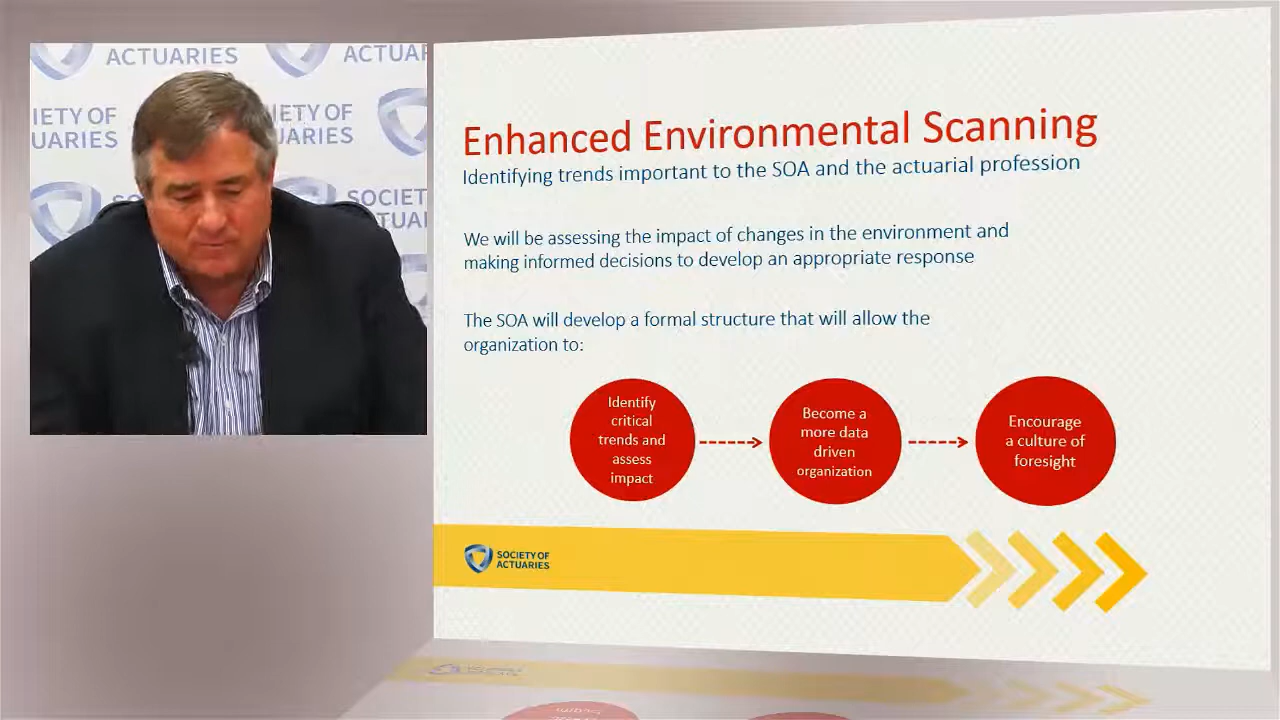 ACTUARIES
ACTUAR
IETY OF
UARIES
IETY OF
UARIES
SOCIETY
SOCIET
TUAR
Enhanced Environmental Scanning
Identifying trends important to the SOA and the actuarial profession
We will be assessing the impact of changes in the environment and
making informed decisions to develop an appropriate response
The SOA will develop a formal structure that will allow the
organization to:
Identify
critical
trends and
assess
impact
Become a
more data
driven
organization
Encourage
a culture of
foresight
SOCIETY OF
ACTUARIES